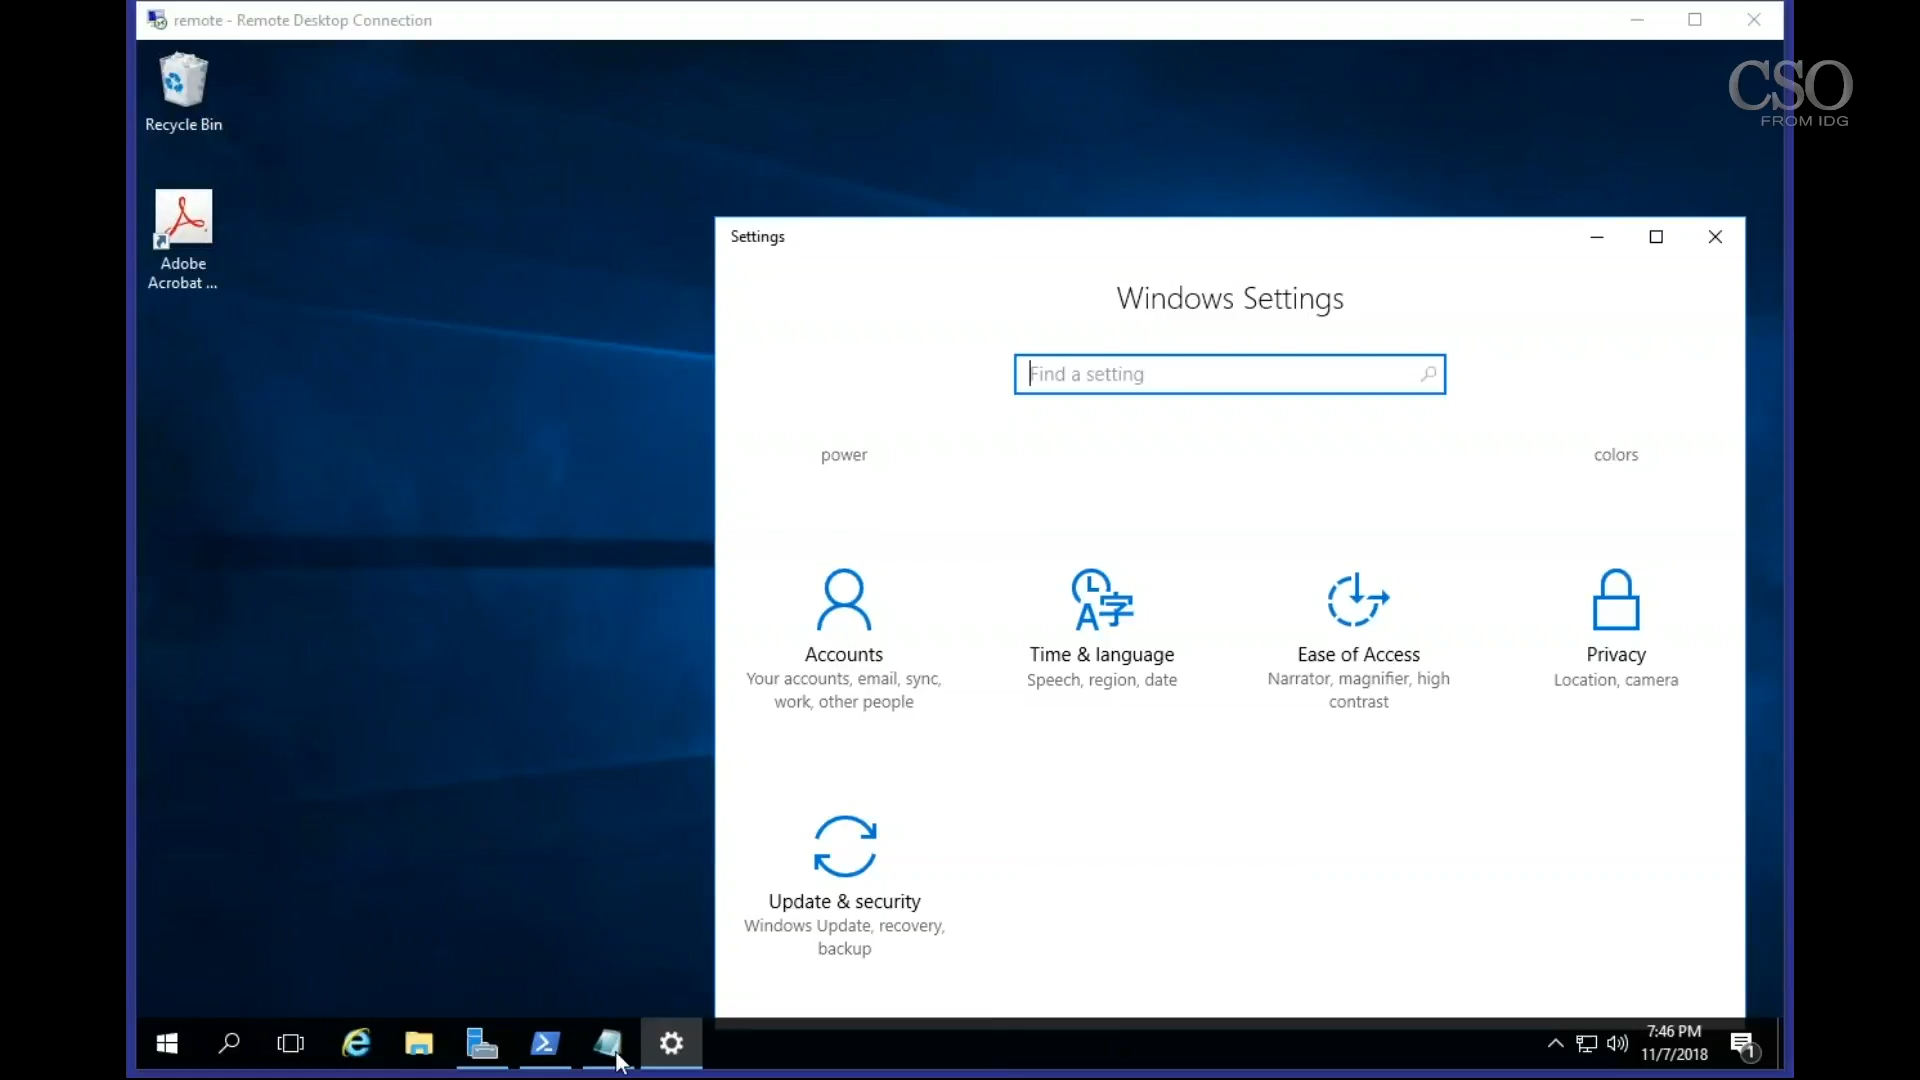 remote - Remote Desktop Connection
CSO
FROM IDG
Recycle Bin
Adobe
Acrobat ...
Settings
Windows Settings
Find a setting
power
colors
Accounts
Your accounts, email, sync,
work, other people
Time & language
Speech, region, date
Ease of Access
Narrator, magnifier, high
contrast
Privacy
Location, camera
Update & security
Windows Update, recovery,
backup
7:46 PM
11/7/2018
1